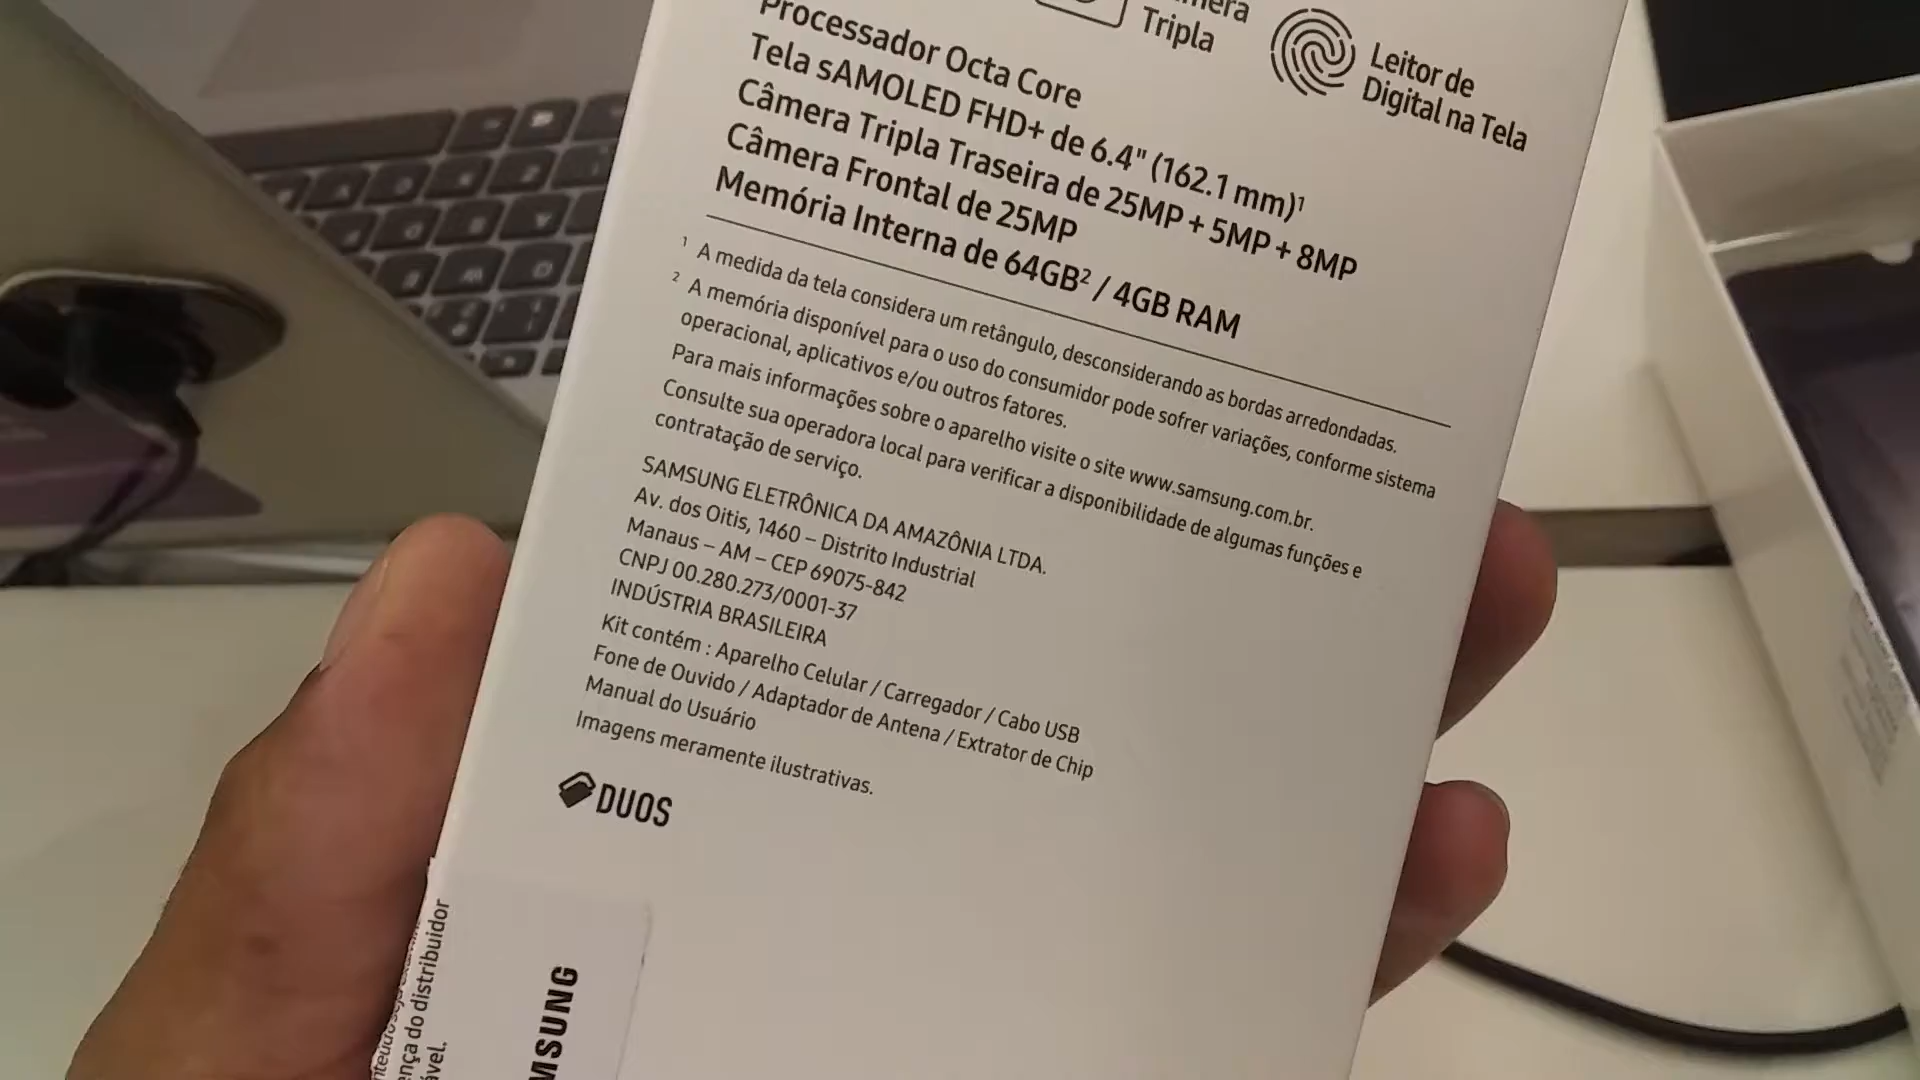 Tripla
Leitor de
Digital na Tela
Processador Octa Core
Tela sAMOLED FHD+ de 6.4" (162.1 mm)¹
Câmera Tripla Traseira de 25MP + 5MP + 8MP
Câmera Frontal de 25MP
Memória Interna de 64GB² / 4GB RAM
¹ A medida da tela considera um retângulo, desconsiderando as bordas arredondadas.
² A memória disponível para o uso do consumidor pode sofrer variações, conforme sistema
operacional, aplicativos e/ou outros fatores.
Para mais informações sobre o aparelho visite o site www.samsung.com.br.
Consulte sua operadora local para verificar a disponibilidade de algumas funções e
contratação de serviço.
SAMSUNG ELETRÔNICA DA AMAZÔNIA LTDA.
Av. dos Oitis, 1460 – Distrito Industrial
Manaus – AM – CEP 69075-842
CNPJ 00.280.273/0001-37
INDÚSTRIA BRASILEIRA
Kit contém : Aparelho Celular / Carregador / Cabo USB
Fone de Ouvido / Adaptador de Antena / Extrator de Chip
Manual do Usuário
Imagens meramente ilustrativas.
DUOS
do distribuidor